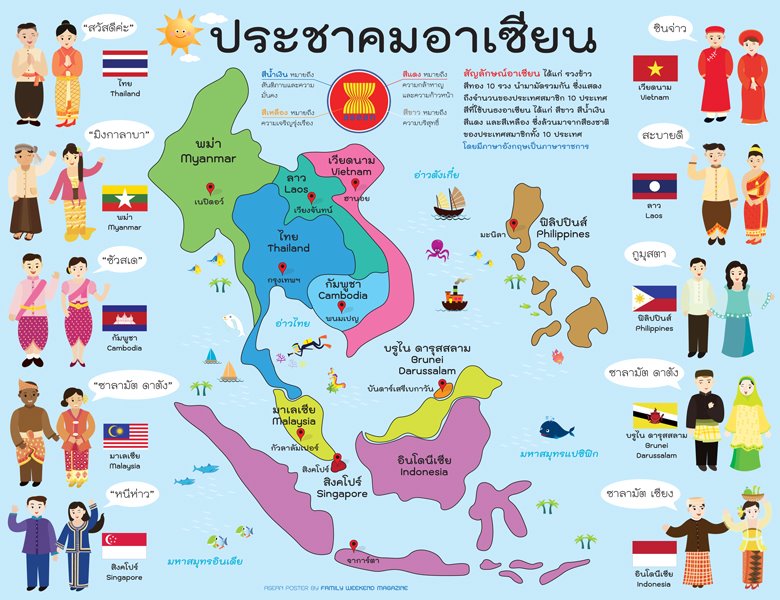 ประชาคมอาเซียน
"สวัสดีค่ะ"
ไทย
Thailand
"มิงกาลาบา"
พม่า
Myanmar
"ซัวสเด"
กัมพูชา
Cambodia
"ซาลามัต ดาตัง"
มาเลเซีย
Malaysia
"หนีห่าว"
สิงคโปร์
Singapore
สีน้ำเงิน หมายถึง
สันติภาพและความ
มั่นคง
สีเหลือง หมายถึง
ความเจริญรุ่งเรือง
สีแดง หมายถึง
ความกล้าหาญ
และความก้าวหน้า
สีขาว หมายถึง
ความบริสุทธิ์
สัญลักษณ์อาเซียน ได้แก่ รวงข้าว
สีทอง 10 รวง นำมามัดรวมกัน ซึ่งแสดง
ถึงจำนวนของประเทศสมาชิก 10 ประเทศ
สีที่ใช้บนธงอาเซียน ได้แก่ สีขาว สีน้ำเงิน
สีแดง และสีเหลือง ซึ่งล้วนมาจากสีธงชาติ
ของประเทศสมาชิกทั้ง 10 ประเทศ
โดยมีภาษาอังกฤษเป็นภาษาราชการ
พม่า
Myanmar
เนปิดอร์
ลาว
Laos
เวียงจันทน์
เวียดนาม
Vietnam
ฮานอย
อ่าวตังเกี๋ย
ไทย
Thailand
กรุงเทพฯ
กัมพูชา
Cambodia
พนมเปญ
อ่าวไทย
มะนิลา
ฟิลิปปินส์
Philippines
บรูไน ดารุสสลาม
Brunei
Darussalam
บันดาร์เสรีเบกาวัน
มาเลเซีย
Malaysia
กัวลาลัมเปอร์
สิงคโปร์
สิงคโปร์
Singapore
อินโดนีเซีย
Indonesia
มหาสมุทรแปซิฟิก
มหาสมุทรอินเดีย
จาการ์ตา
ASEAN POSTER BY FAMILY WEEKEND MAGAZINE
ซินจ่าว
เวียดนาม
Vietnam
สะบายดี
ลาว
Laos
กูมุสตา
ฟิลิปปินส์
Philippines
ซาลามัต ดาตัง
บรูไน ดารุสสลาม
Brunei
Darussalam
ซาลามัต เซียง
อินโดนีเซีย
Indonesia